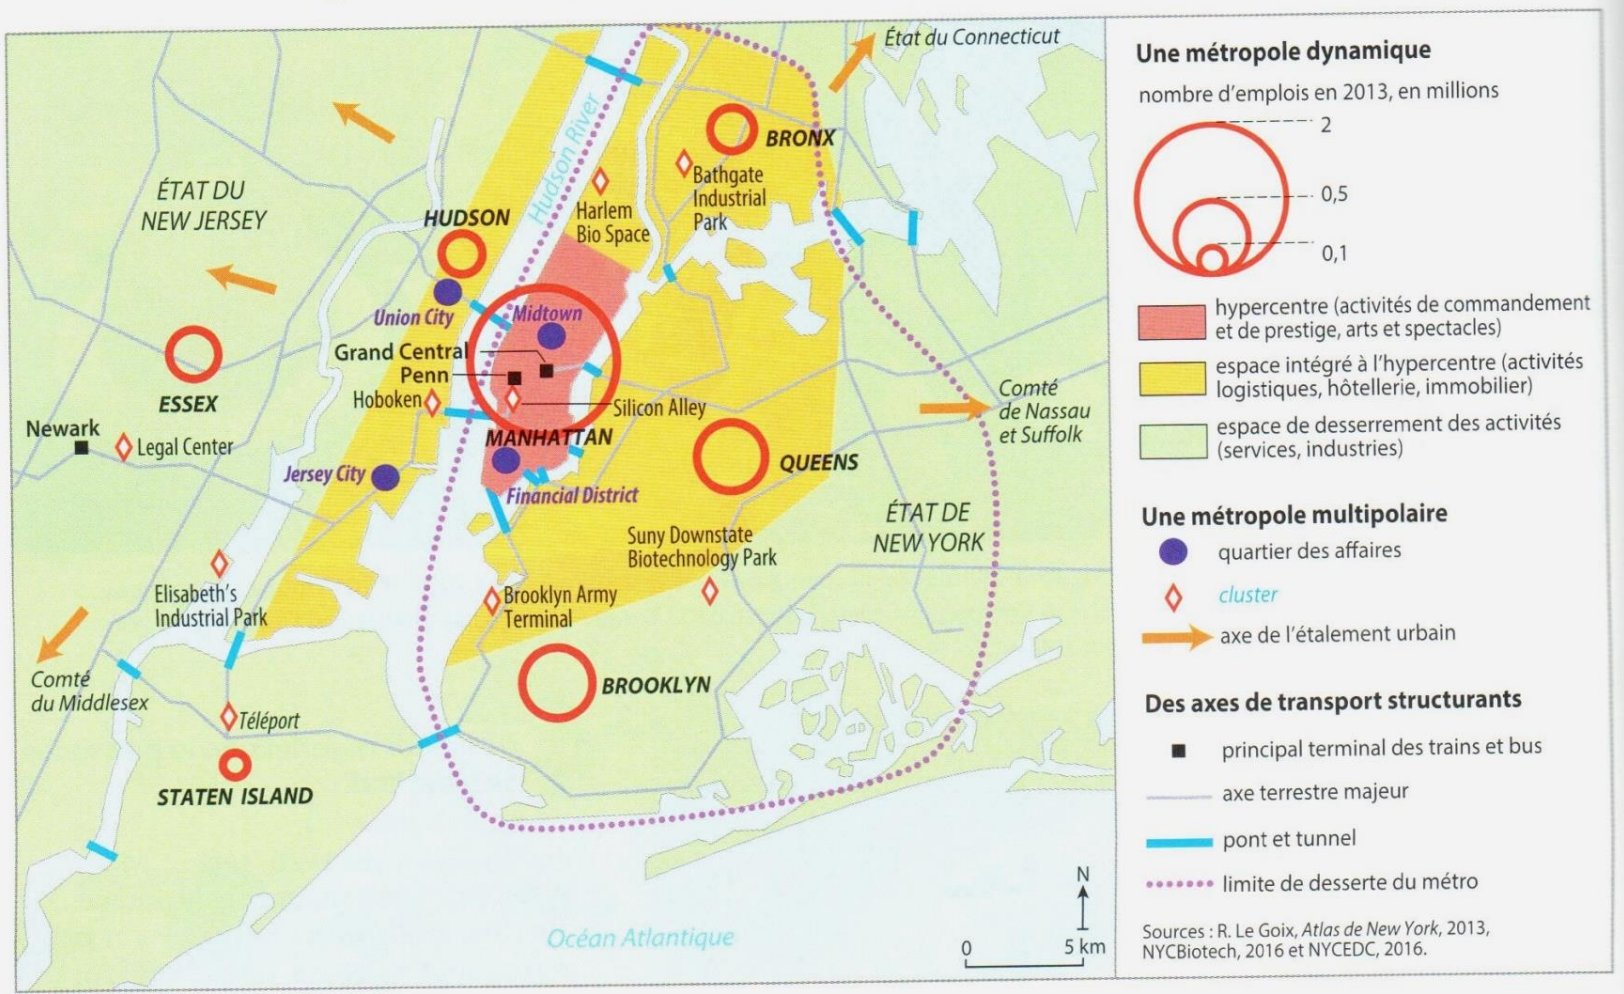 État du Connecticut
Hudson River
BRONX
Bathgate
Industrial
Park
ÉTAT DU
NEW JERSEY
HUDSON
Harlem
Bio Space
Union City
Midtown
Grand Central
Penn
Hoboken
Silicon Alley
ESSEX
Comté
de Nassau
et Suffolk
Newark
Legal Center
MANHATTAN
Jersey City
QUEENS
Financial District
ÉTAT DE
NEW YORK
Suny Downstate
Biotechnology Park
Elisabeth's
Industrial Park
Brooklyn Army
Terminal
Comté
du Middlesex
BROOKLYN
Téléport
STATEN ISLAND
Océan Atlantique
N
0 5 km
Une métropole dynamique
nombre d'emplois en 2013, en millions
2
0,5
0,1
hypercentre (activités de commandement
et de prestige, arts et spectacles)
espace intégré à l'hypercentre (activités
logistiques, hôtellerie, immobilier)
espace de desserrement des activités
(services, industries)
Une métropole multipolaire
quartier des affaires
cluster
axe de l'étalement urbain
Des axes de transport structurants
principal terminal des trains et bus
axe terrestre majeur
pont et tunnel
limite de desserte du métro
Sources : R. Le Goix, Atlas de New York, 2013,
NYCBiotech, 2016 et NYCEDC, 2016.